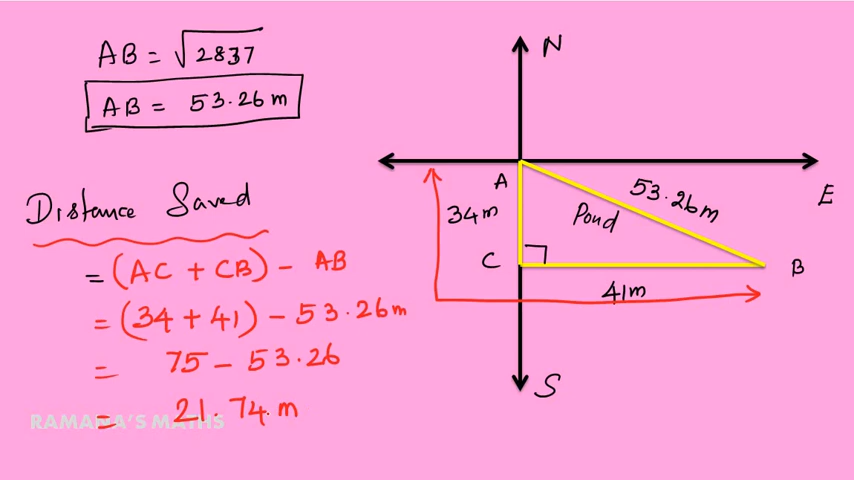 AB = √2837
AB = 53.26 m
Distance Saved
= (AC + CB) - AB
= (34 + 41) - 53.26 m
= 75 - 53.26
= 21.74 m
RAMANA'S MATHS
N
E
A
53.26m
34m
Pond
C
B
41m
S